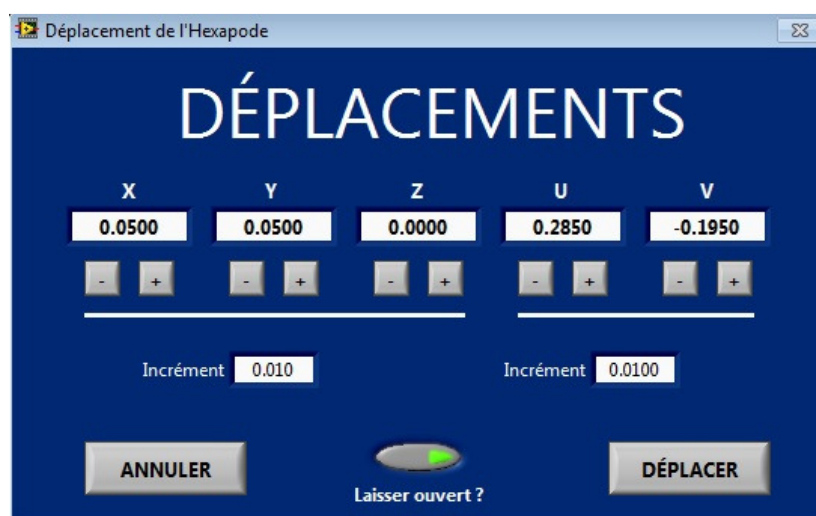 Déplacement de l'Hexapode
DÉPLACEMENTS
X Y Z U V
0.0500 0.0500 0.0000 0.2850 -0.1950
- + - + - + - + - +
Incrément 0.010 Incrément 0.0100
ANNULER DÉPLACER
Laisser ouvert ?